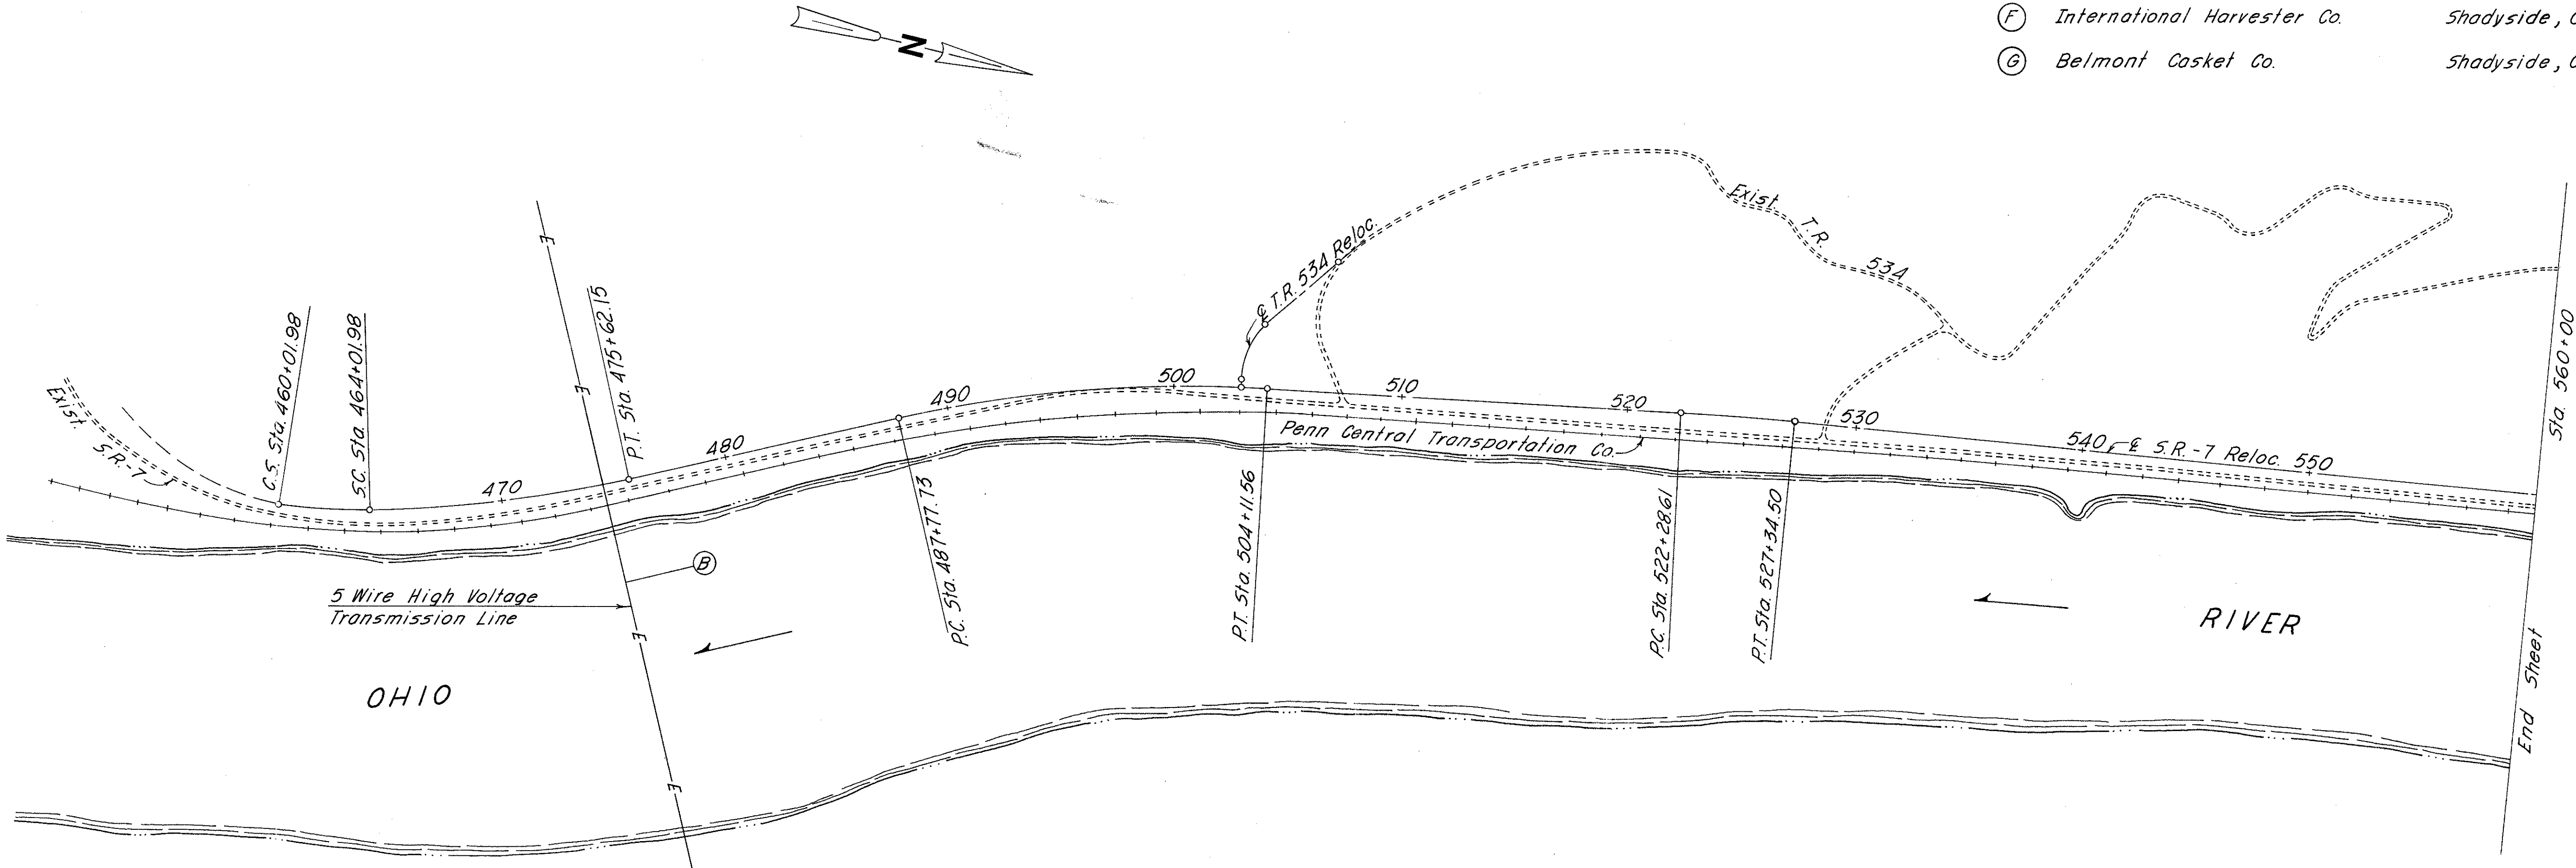 Ⓕ International Harvester Co. Shadyside,
Ⓖ Belmont Casket Co. Shadyside,
N
Exist. T.R. 534
℄ T.R. 534 Reloc.
Exist. S.R.-7
C.S. Sta. 460+01.98
S.C. Sta. 464+01.98
P.T. Sta. 475+62.15
470
480
490
500
510
520
530
540
550
℄ S.R.-7 Reloc.
Penn Central Transportation Co.
P.C. Sta. 487+77.73
P.T. Sta. 504+11.56
P.C. Sta. 522+28.61
P.T. Sta. 527+34.50
E
E
E
E
Ⓑ
5 Wire High Voltage
Transmission Line
OHIO
RIVER
End Sheet Sta. 560+00